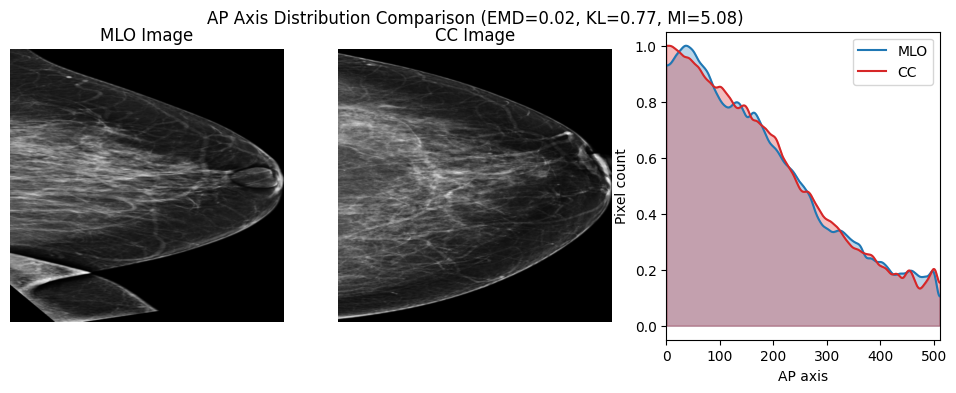 AP Axis Distribution Comparison (EMD=0.02, KL=0.77, MI=5.08)
MLO Image
CC Image
MLO
CC
Pixel count
1.0
0.8
0.6
0.4
0.2
0.0
0 100 200 300 400 500
AP axis